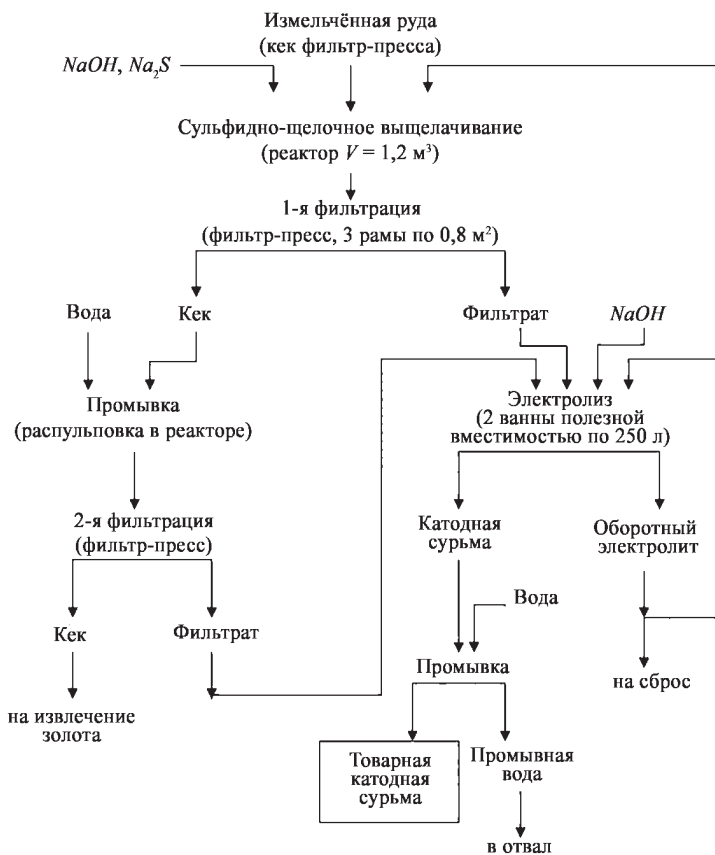 Измельчённая руда
(кек фильтр-пресса)
NaOH, Na₂S
Сульфидно-щелочное выщелачивание
(реактор V = 1,2 м³)
1-я фильтрация
(фильтр-пресс, 3 рамы по 0,8 м²)
Вода
Кек
Фильтрат
NaOH
Промывка
(распульповка в реакторе)
Электролиз
(2 ванны полезной
вместимостью по 250 л)
2-я фильтрация
(фильтр-пресс)
Катодная
сурьма
Оборотный
электролит
Кек
Фильтрат
Вода
Промывка
на сброс
на извлечение
золота
Товарная
катодная
сурьма
Промывная
вода
в отвал